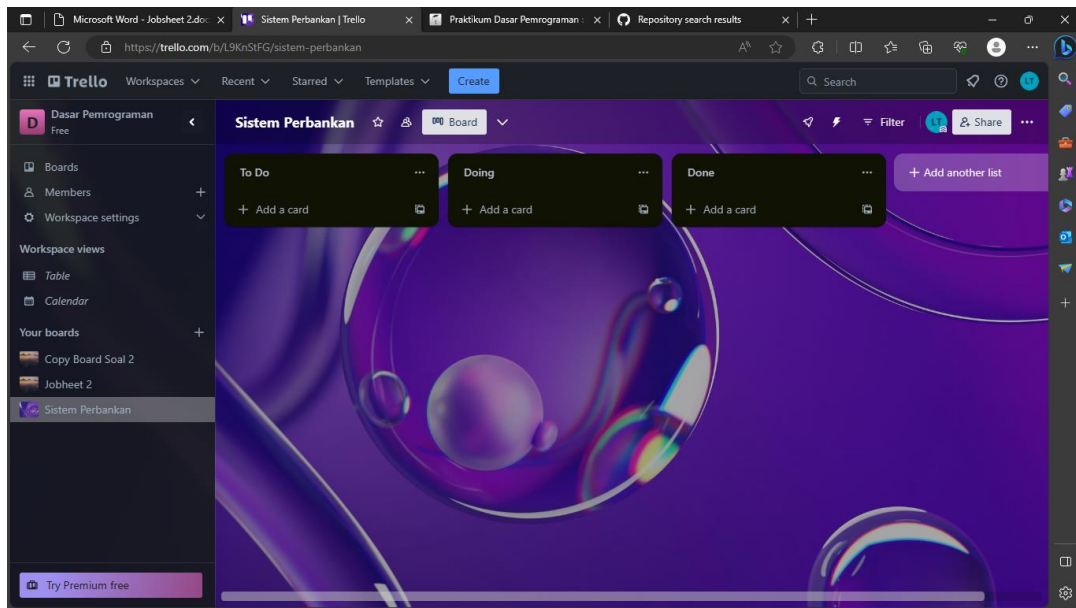 Microsoft Word - Jobsheet 2.doc
Sistem Perbankan | Trello
Praktikum Dasar Pemrograman :
Repository search results
https://trello.com/b/L9KnStFG/sistem-perbankan
Trello
Workspaces
Recent
Starred
Templates
Create
Search
LT
D
Dasar Pemrograman
Free
Sistem Perbankan
Board
Filter
LT
Share
Boards
Members
Workspace settings
Workspace views
Table
Calendar
Your boards
Copy Board Soal 2
Jobheet 2
Sistem Perbankan
To Do
Add a card
Doing
Add a card
Done
Add a card
Add another list
Try Premium free